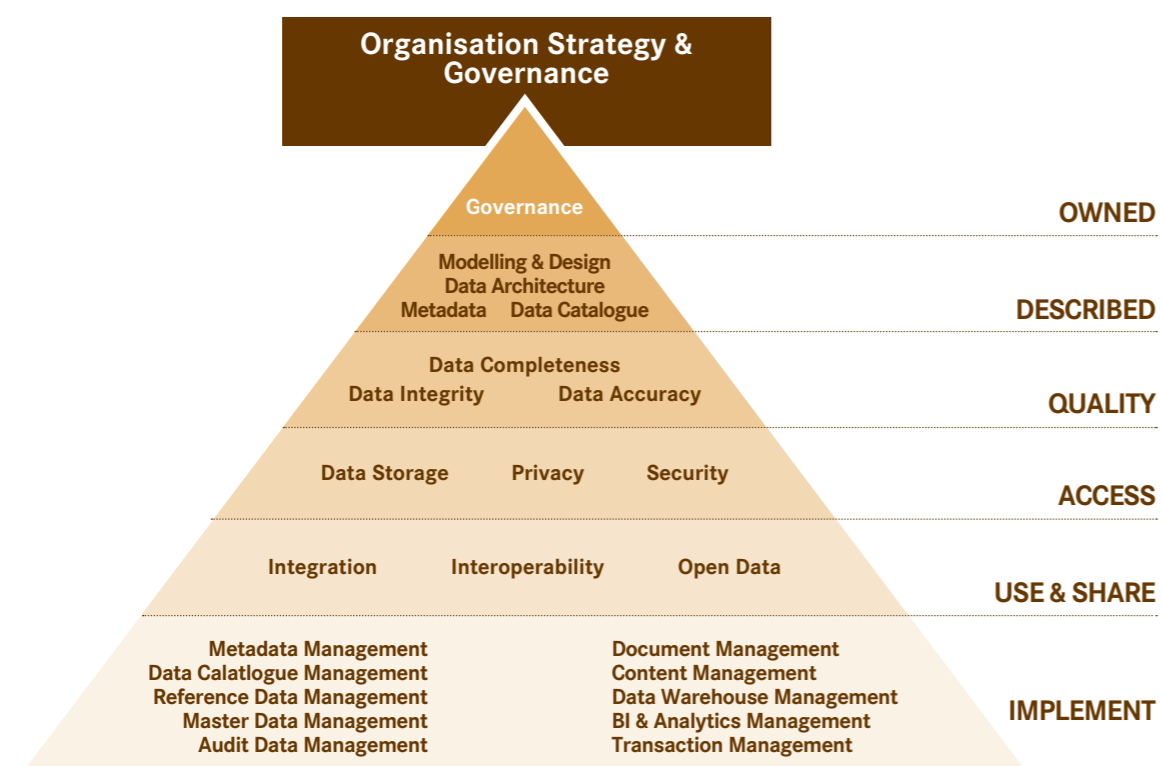 Organisation Strategy &
Governance
Governance
OWNED
Modelling & Design
Data Architecture
Metadata Data Catalogue
DESCRIBED
Data Completeness
Data Integrity Data Accuracy
QUALITY
Data Storage Privacy Security
ACCESS
Integration Interoperability Open Data
USE & SHARE
Metadata Management
Data Calatlogue Management
Reference Data Management
Master Data Management
Audit Data Management
Document Management
Content Management
Data Warehouse Management
BI & Analytics Management
Transaction Management
IMPLEMENT